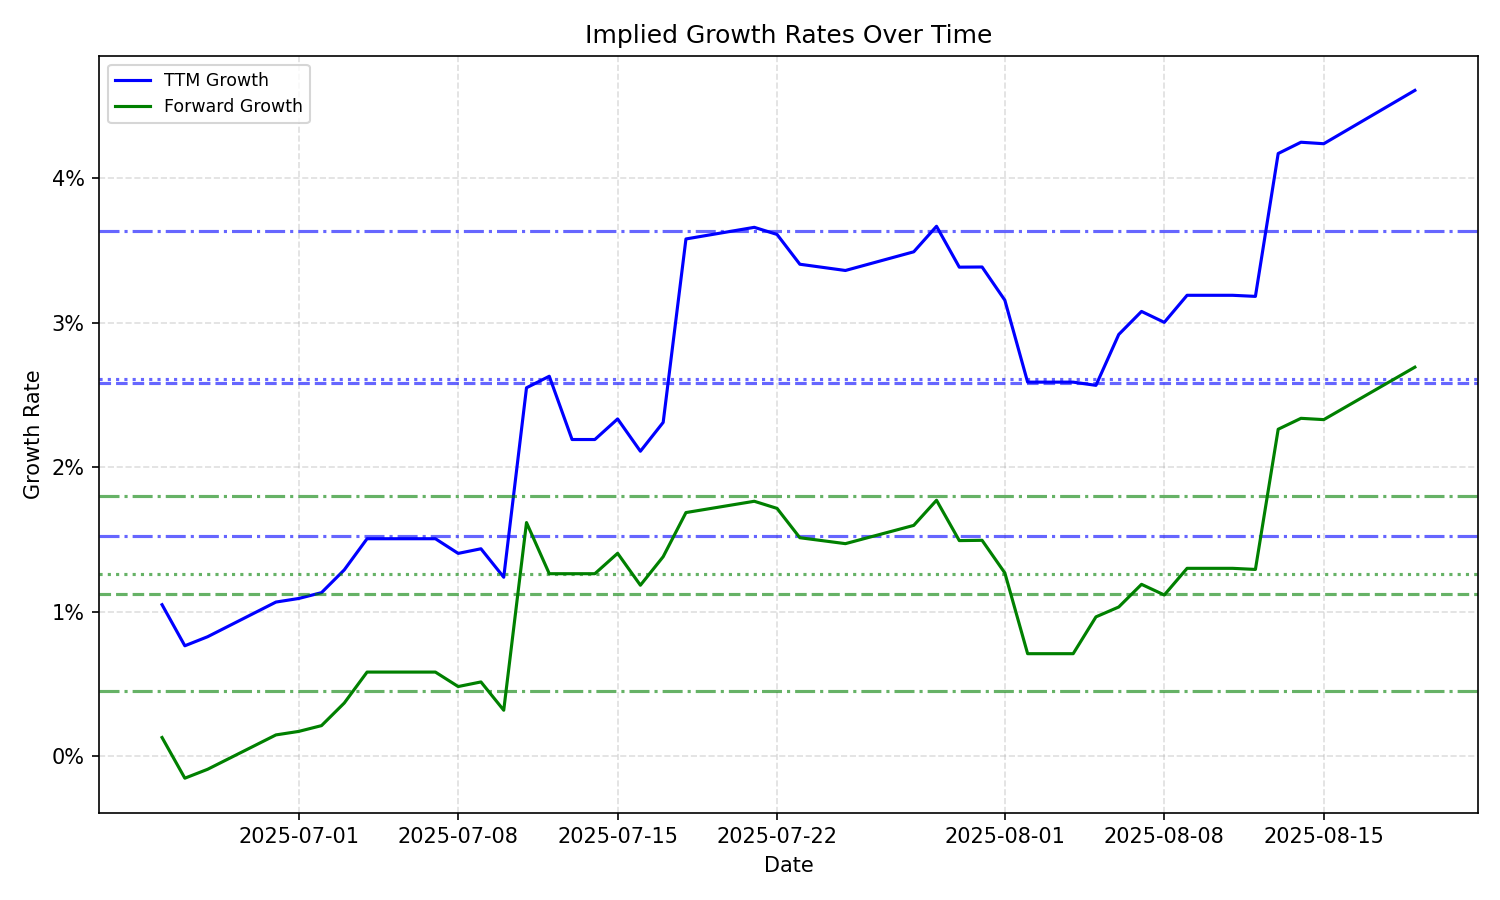 Implied Growth Rates Over Time
TTM Growth
Forward Growth
4%
3%
2%
1%
0%
Growth Rate
2025-07-01
2025-07-08
2025-07-15
2025-07-22
2025-08-01
2025-08-08
2025-08-15
Date